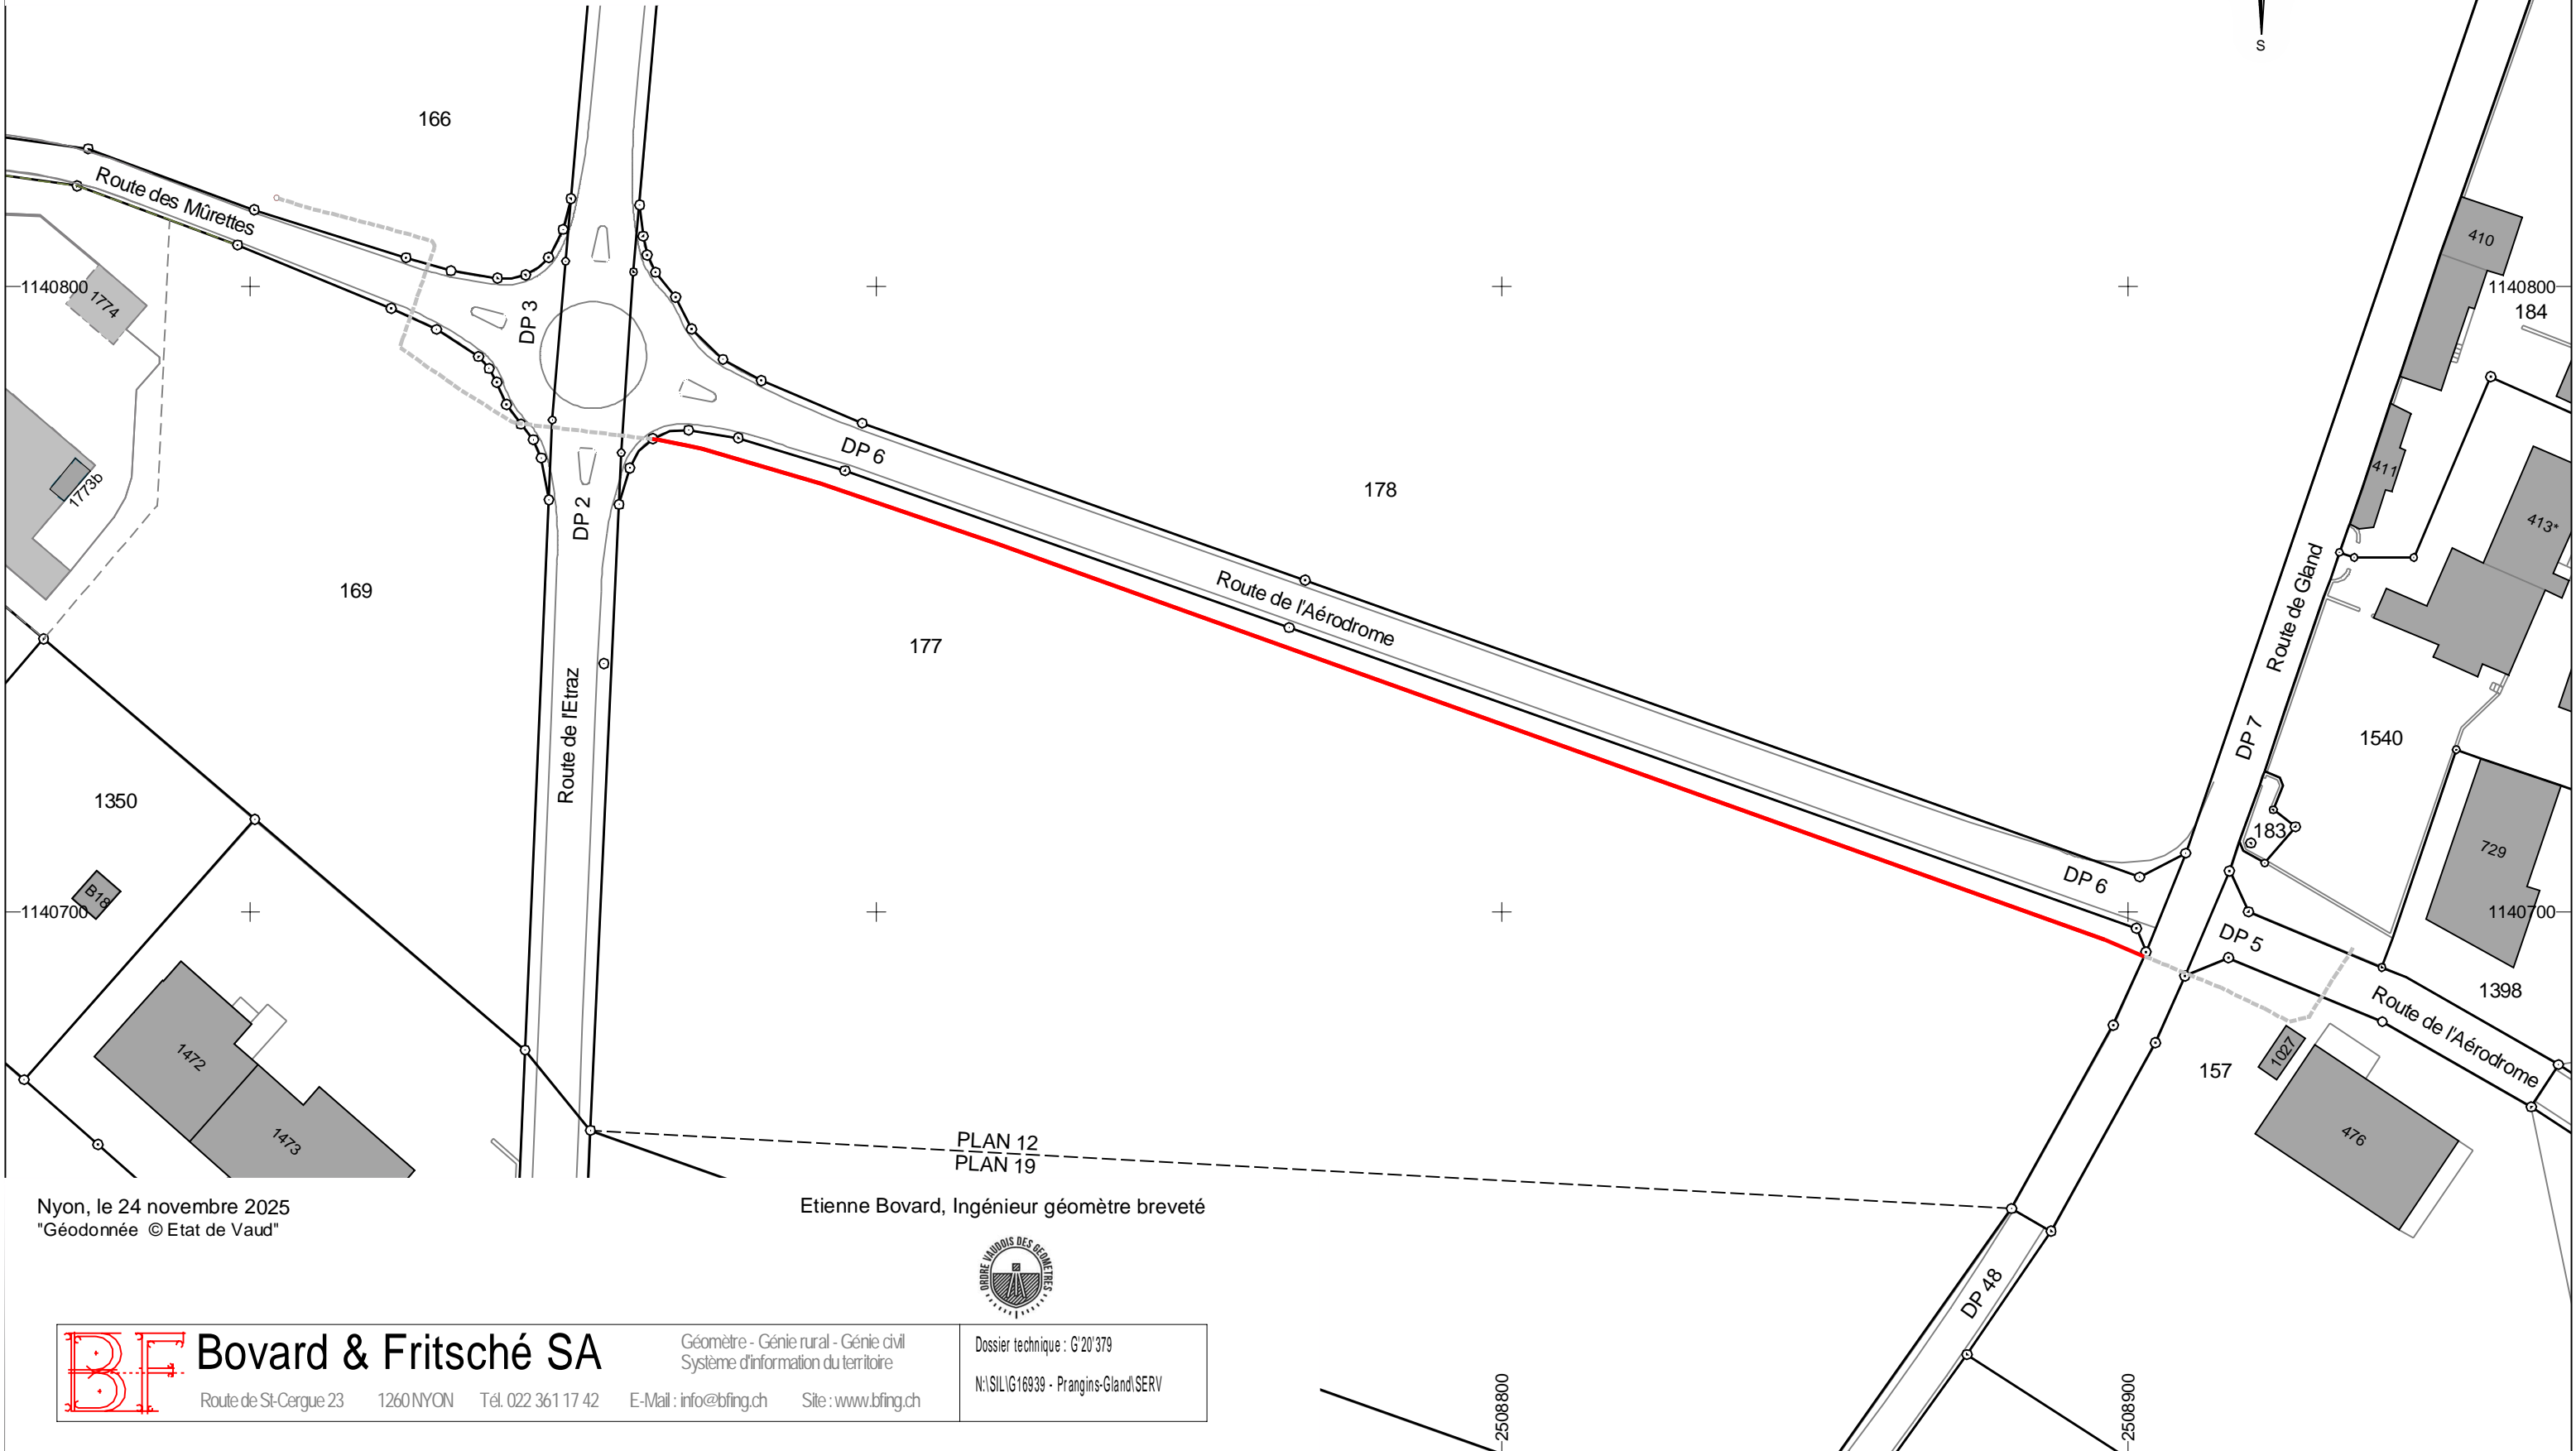 S
166
Route des Mûrettes
410
1140800
1140800
184
1774
DP 3
DP 6
411
178
413*
1773b
DP 2
Route de l'Aérodrome
Route de Gland
169
177
Route de l'Etraz
DP 7
1540
1350
183
729
DP 6
B18
1140700
1140700
DP 5
1398
Route de l'Aérodrome
1472
1027
157
1473
476
PLAN 12
PLAN 19
Nyon, le 24 novembre 2025
"Géodonnée © Etat de Vaud"
Etienne Bovard, Ingénieur géomètre breveté
ORDRE VAUDOIS DES GEOMETRES
DP 48
BF
Bovard & Fritsché SA
Géomètre - Génie rural - Génie civil
Système d'information du territoire
Route de St-Cergue 23 1260 NYON Tél. 022 361 17 42 E-Mail : info@bfing.ch Site : www.bfing.ch
Dossier technique : G'20'379
N:\SIL\G16939 - Prangins-Gland\SERV
2508800
2508900